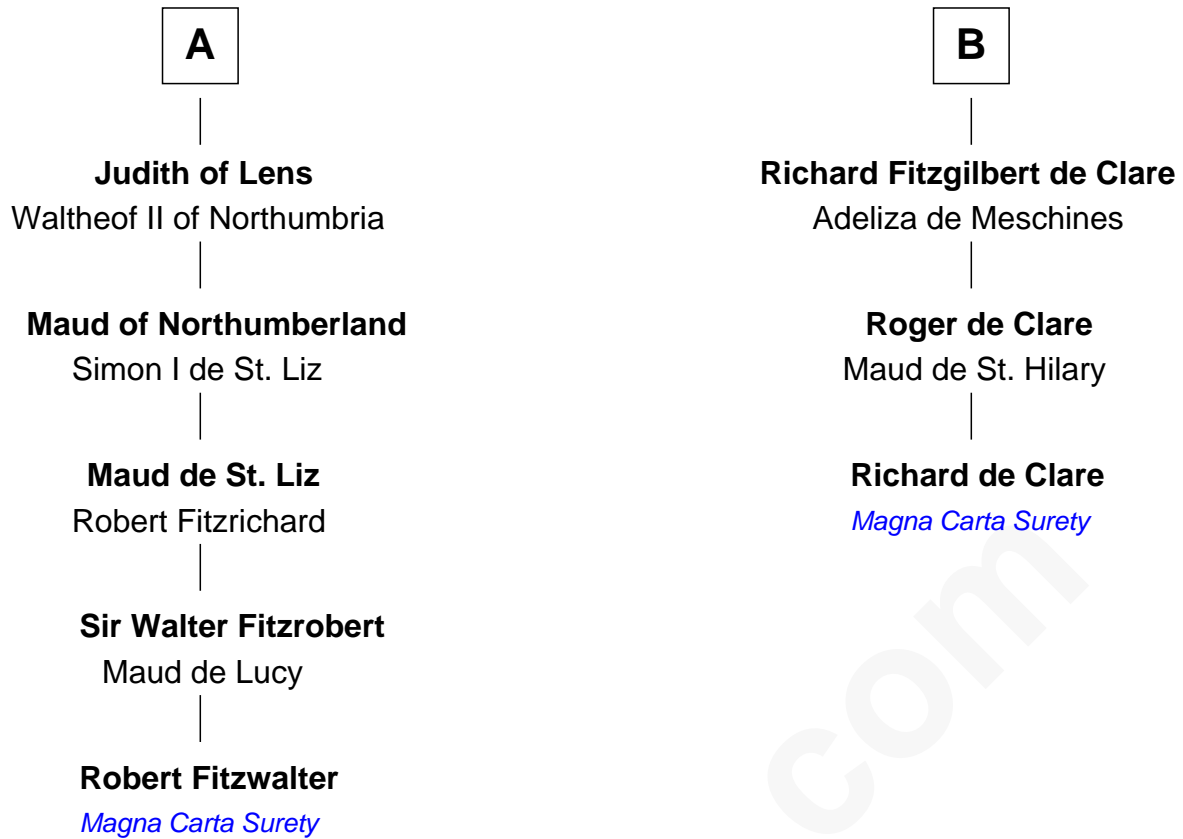 A
Judith of Lens
Waltheof II of Northumbria
Maud of Northumberland
Simon I de St. Liz
Maud de St. Liz
Robert Fitzrichard
Sir Walter Fitzrobert
Maud de Lucy
Robert Fitzwalter
Magna Carta Surety
B
Richard Fitzgilbert de Clare
Adeliza de Meschines
Roger de Clare
Maud de St. Hilary
Richard de Clare
Magna Carta Surety
com